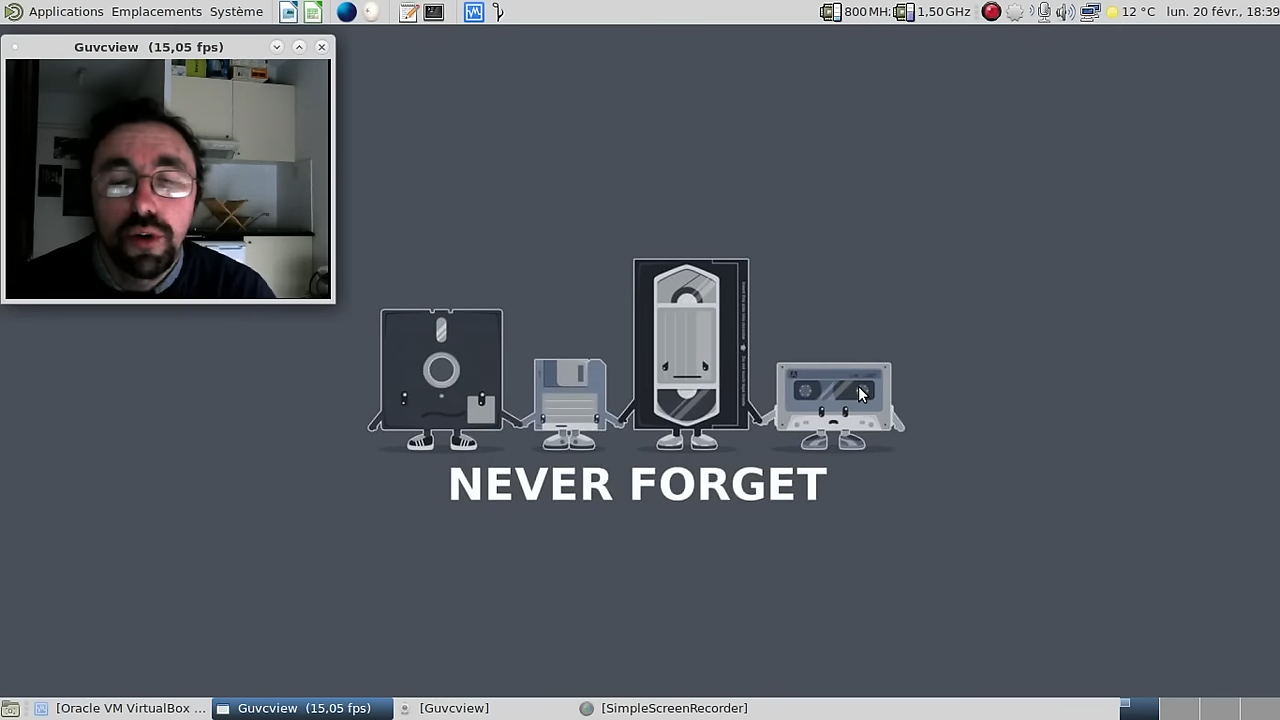 Applications Emplacements Système
800 MHz 1,50 GHz 12 °C lun. 20 févr., 18:39
Guvcview (15,05 fps)
NEVER FORGET
[Oracle VM VirtualBox ... Guvcview (15,05 fps) [Guvcview] [SimpleScreenRecorder]